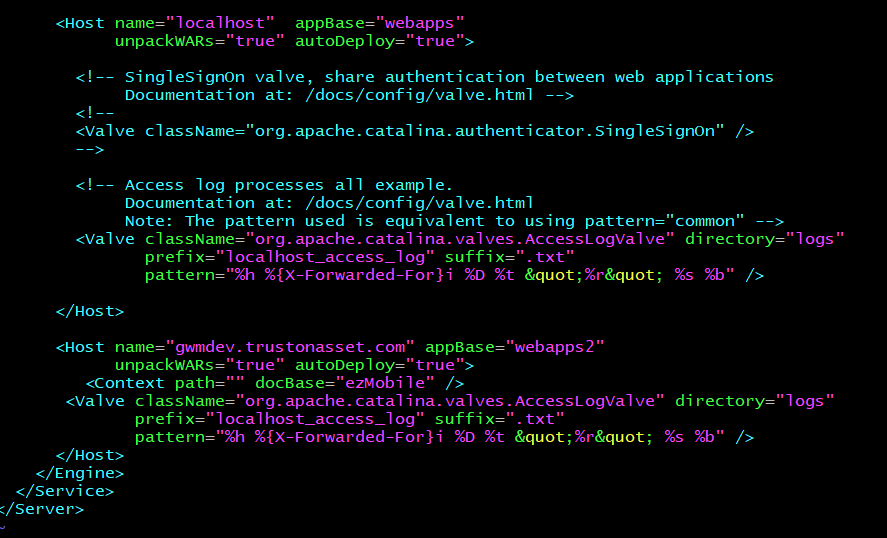 <Host name="localhost"  appBase="webapps"
unpackWARs="true" autoDeploy="true">
<!-- SingleSignOn valve, share authentication between web applications
Documentation at: /docs/config/valve.html -->
<!--
<Valve className="org.apache.catalina.authenticator.SingleSignOn" />
-->
<!-- Access log processes all example.
Documentation at: /docs/config/valve.html
Note: The pattern used is equivalent to using pattern="common" -->
<Valve className="org.apache.catalina.valves.AccessLogValve" directory="logs"
prefix="localhost_access_log" suffix=".txt"
pattern="%h %{X-Forwarded-For}i %D %t &quot;%r&quot; %s %b" />
</Host>
<Host name="gwmdev.trustonasset.com" appBase="webapps2"
unpackWARs="true" autoDeploy="true">
<Context path="" docBase="ezMobile" />
<Valve className="org.apache.catalina.valves.AccessLogValve" directory="logs"
prefix="localhost_access_log" suffix=".txt"
pattern="%h %{X-Forwarded-For}i %D %t &quot;%r&quot; %s %b" />
</Host>
</Engine>
</Service>
</Server>
~